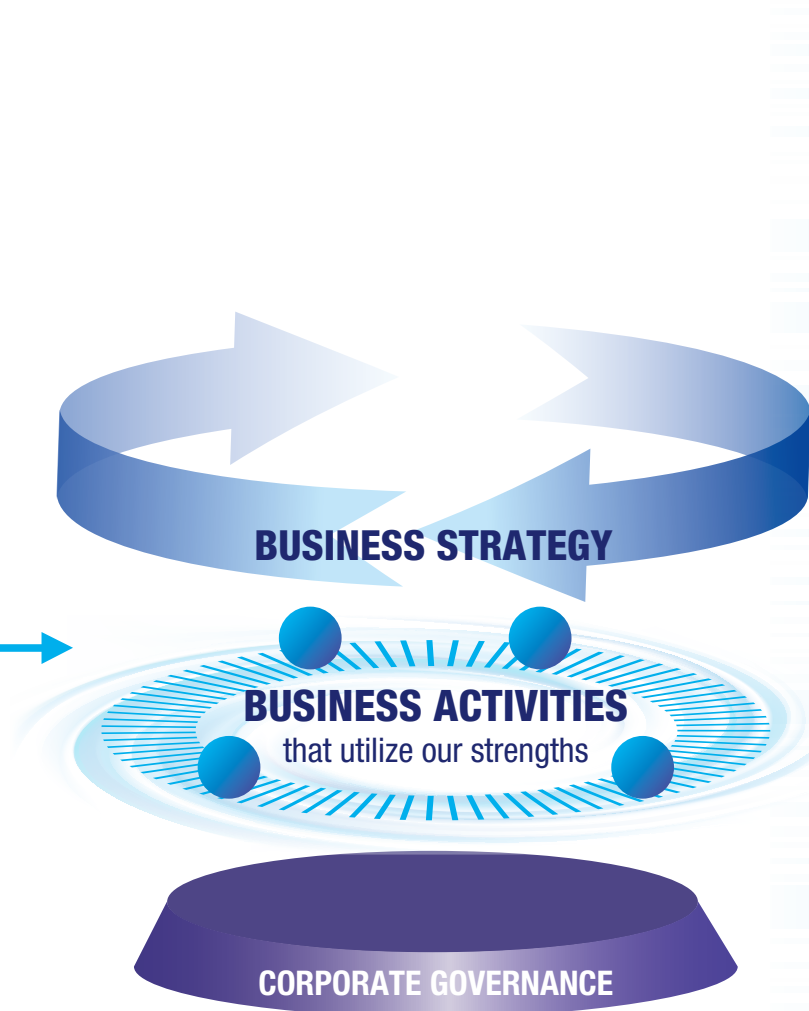 BUSINESS STRATEGY
BUSINESS ACTIVITIES
that utilize our strengths
CORPORATE GOVERNANCE